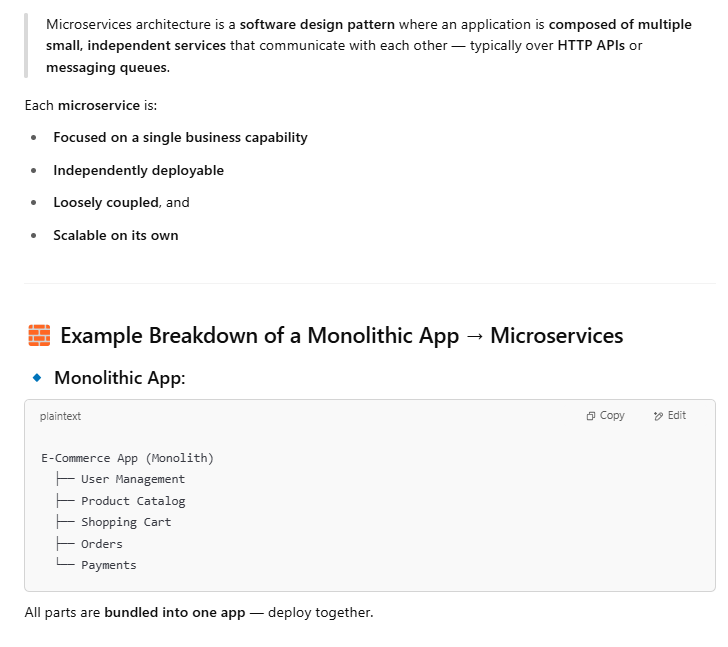 Microservices architecture is a software design pattern where an application is composed of multiple
small, independent services that communicate with each other — typically over HTTP APIs or
messaging queues.
Each microservice is:
• Focused on a single business capability
• Independently deployable
• Loosely coupled, and
• Scalable on its own
🧱 Example Breakdown of a Monolithic App → Microservices
🔹 Monolithic App:
plaintext Copy Edit
E-Commerce App (Monolith)
├── User Management
├── Product Catalog
├── Shopping Cart
├── Orders
└── Payments
All parts are bundled into one app — deploy together.